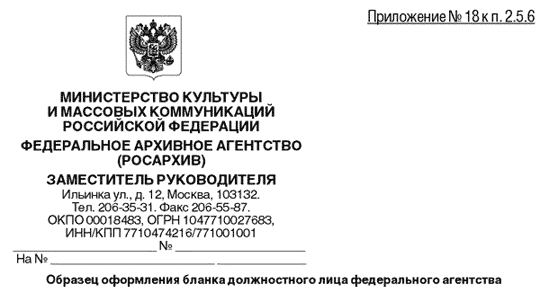 Приложение № 18 к п. 2.5.6
МИНИСТЕРСТВО КУЛЬТУРЫ
И МАССОВЫХ КОММУНИКАЦИЙ
РОССИЙСКОЙ ФЕДЕРАЦИИ
ФЕДЕРАЛЬНОЕ АРХИВНОЕ АГЕНТСТВО
(РОСАРХИВ)
ЗАМЕСТИТЕЛЬ РУКОВОДИТЕЛЯ
Ильинка ул., д. 12, Москва, 103132.
Тел. 206-35-31. Факс 206-55-87.
ОКПО 00018483, ОГРН 1047710027683,
ИНН/КПП 7710474216/771001001
№
На №
Образец оформления бланка должностного лица федерального агентства